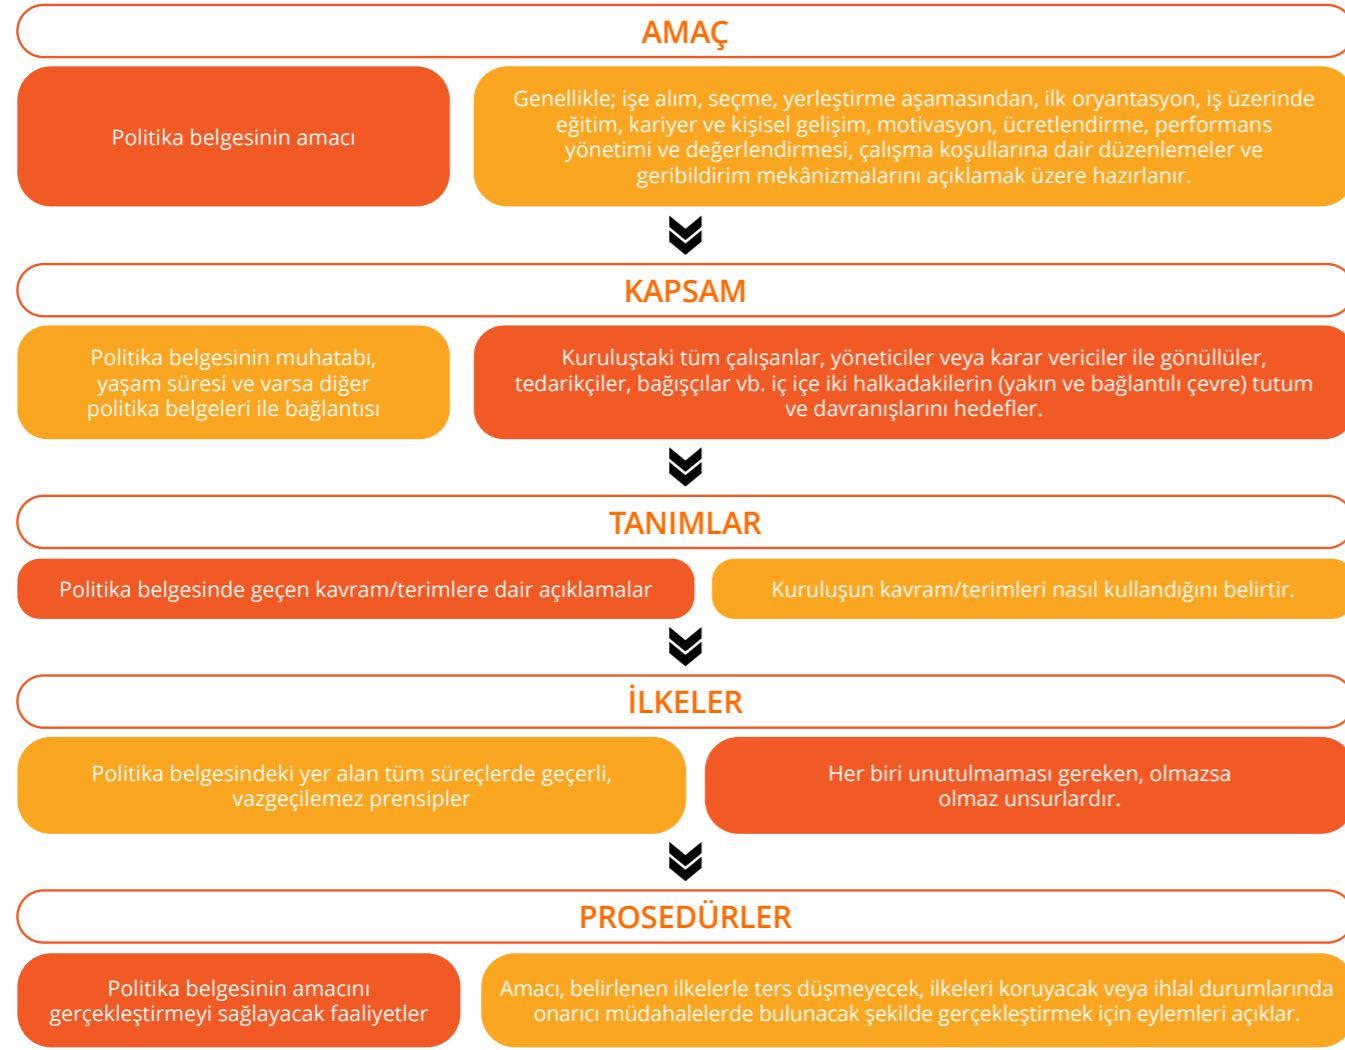 AMAÇ
Politika belgesinin amacı
Genellikle; işe alım, seçme, yerleştirme aşamasından, ilk oryantasyon, iş üzerinde
eğitim, kariyer ve kişisel gelişim, motivasyon, ücretlendirme, performans
yönetimi ve değerlendirmesi, çalışma koşullarına dair düzenlemeler ve
geribildirim mekânizmalarını açıklamak üzere hazırlanır.
KAPSAM
Politika belgesinin muhatabı,
yaşam süresi ve varsa diğer
politika belgeleri ile bağlantısı
Kuruluştaki tüm çalışanlar, yöneticiler veya karar vericiler ile gönüllüler,
tedarikçiler, bağışçılar vb. iç içe iki halkadakilerin (yakın ve bağlantılı çevre) tutum
ve davranışlarını hedefler.
TANIMLAR
Politika belgesinde geçen kavram/terimlere dair açıklamalar
Kuruluşun kavram/terimleri nasıl kullandığını belirtir.
İLKELER
Politika belgesindeki yer alan tüm süreçlerde geçerli,
vazgeçilemez prensipler
Her biri unutulmaması gereken, olmazsa
olmaz unsurlardır.
PROSEDÜRLER
Politika belgesinin amacını
gerçekleştirmeyi sağlayacak faaliyetler
Amacı, belirlenen ilkelerle ters düşmeyecek, ilkeleri koruyacak veya ihlal durumlarında
onarıcı müdahalelerde bulunacak şekilde gerçekleştirmek için eylemleri açıklar.